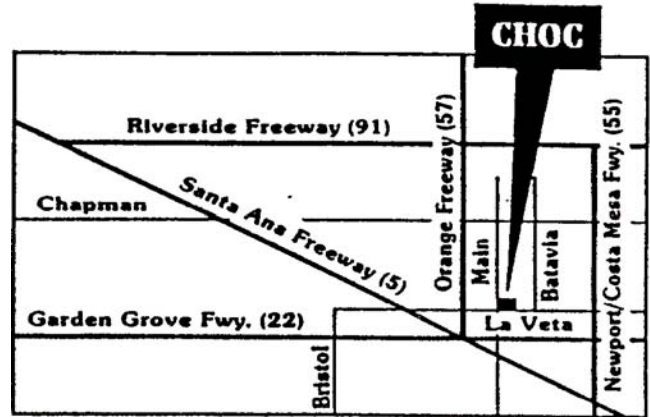 CHOC
Riverside Freeway (91)
Orange Freeway (57)
Newport/Costa Mesa Fwy. (55)
Santa Ana Freeway (5)
Chapman
Main
Batavia
Garden Grove Fwy. (22)
La Veta
Bristol